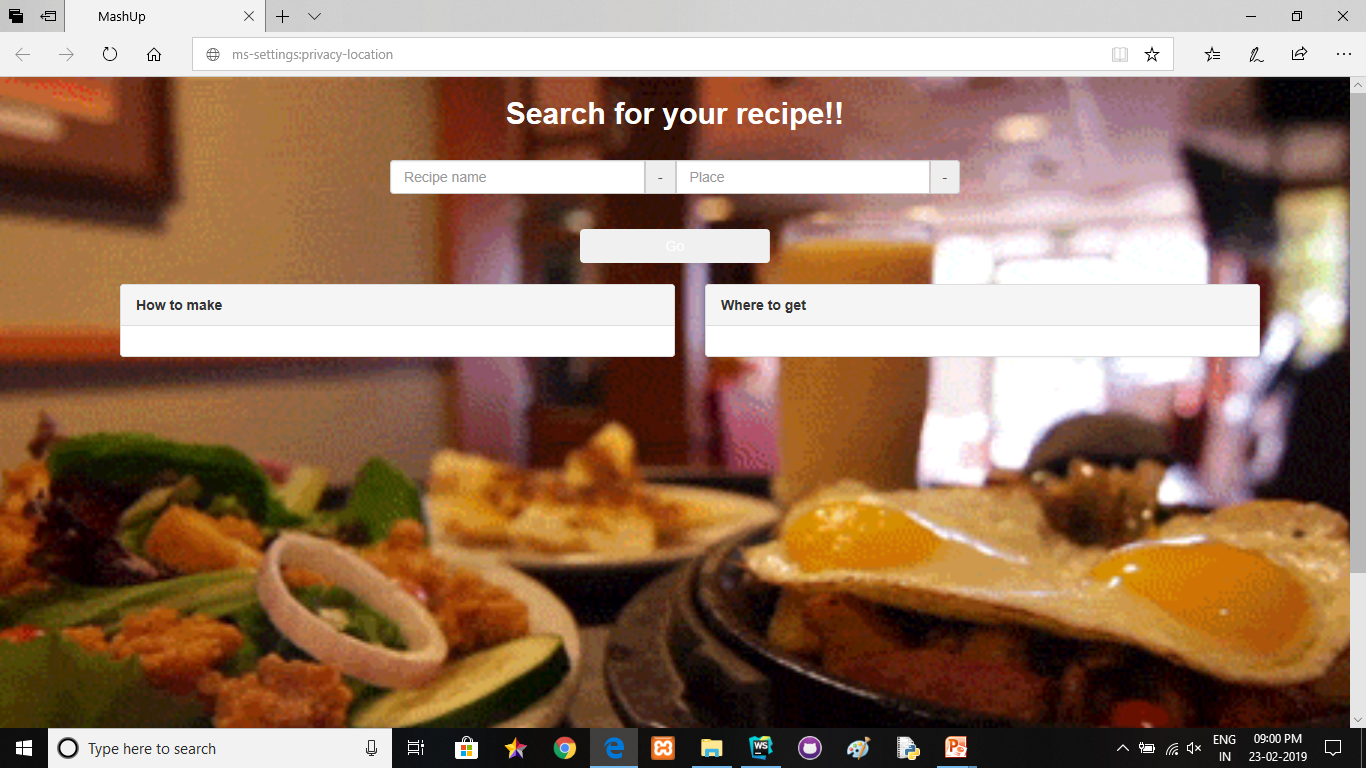 MashUp
ms-settings:privacy-location
Search for your recipe!!
Recipe name - Place -
Go
How to make
Where to get
Type here to search
WS
P
ENG
IN
09:00 PM
23-02-2019